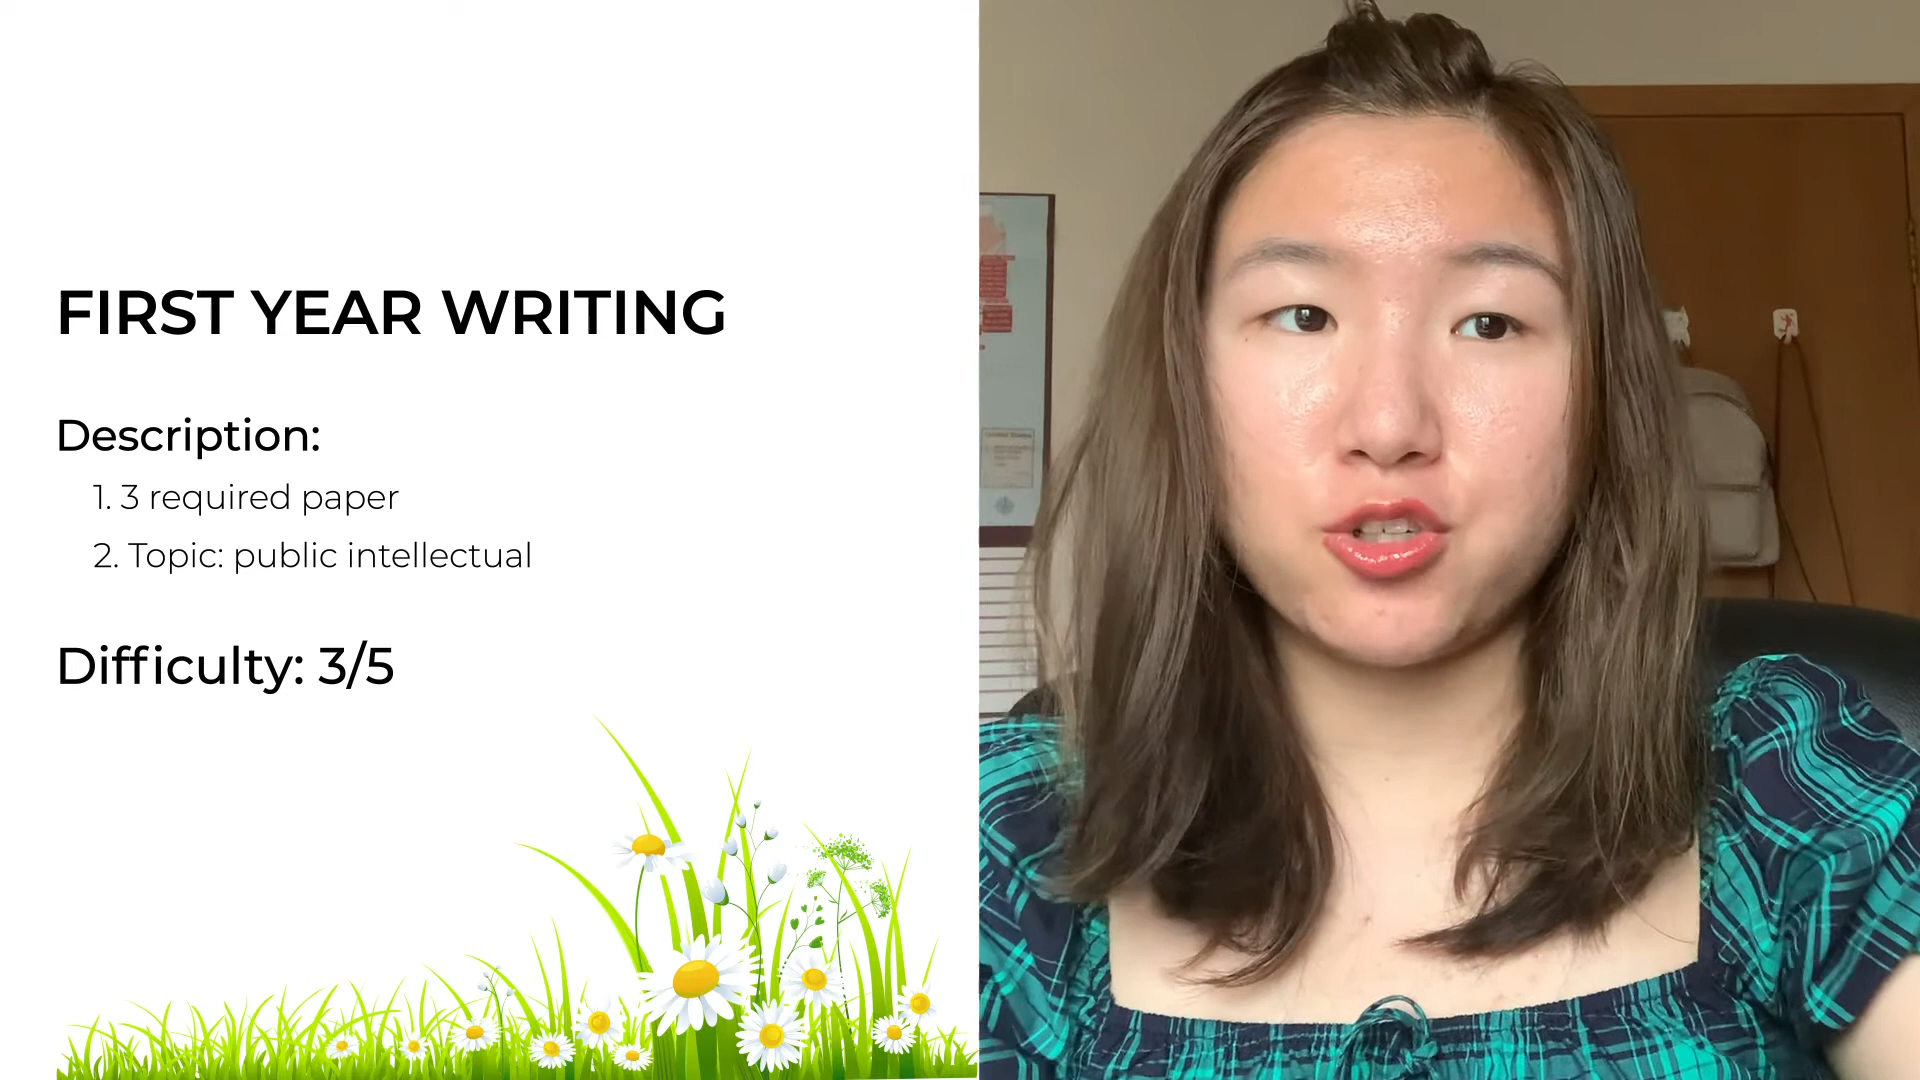 FIRST YEAR WRITING
Description:
1. 3 required paper
2. Topic: public intellectual
Difficulty: 3/5